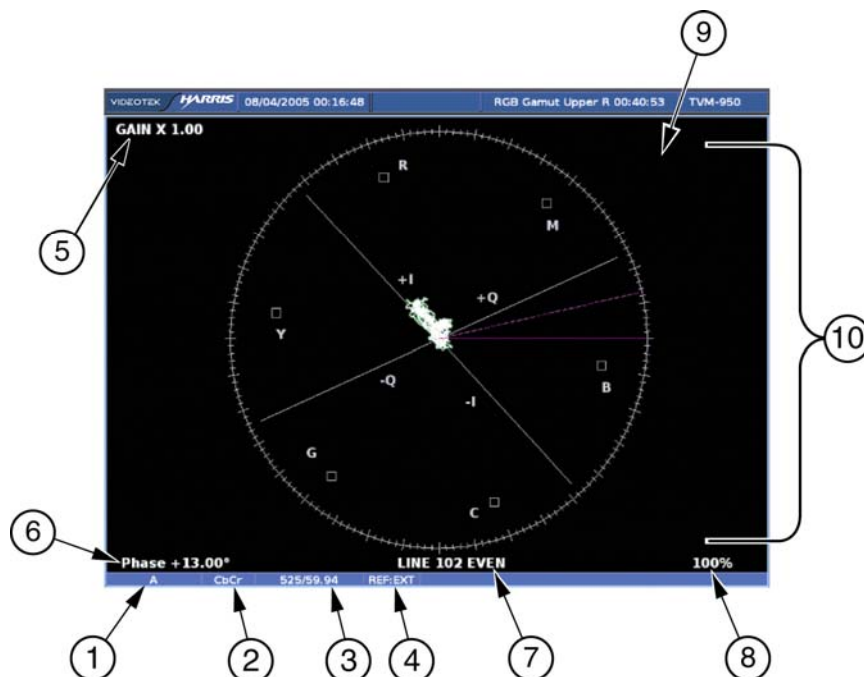 9
VIDEOTEK HARRIS 08/04/2005 00:16:48 RGB Gamut Upper R 00:40:53 TVM-950
GAIN X 1.00
5
R
M
+I
+Q
10
Y
B
-Q
-I
G
C
6
Phase +13.00° LINE 102 EVEN 100%
A CbCr 525/59.94 REF:EXT
1 2 3 4 7 8